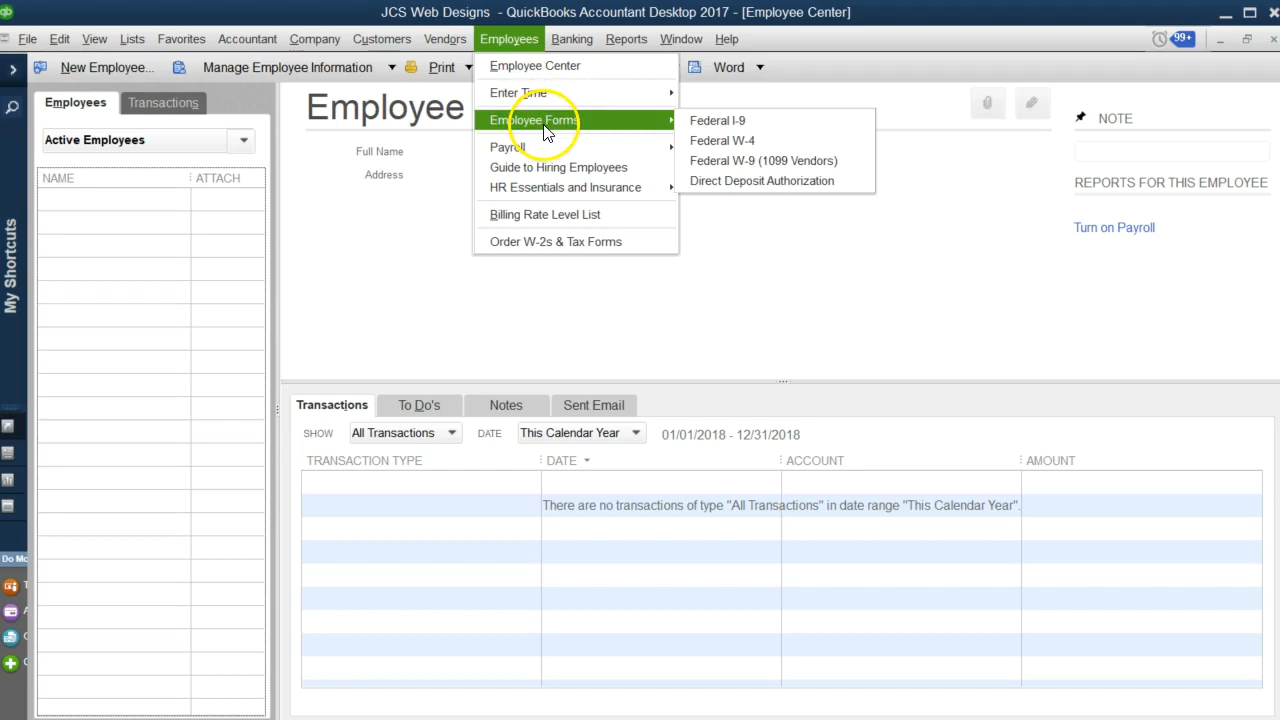 qb
JCS Web Designs - QuickBooks Accountant Desktop 2017 - [Employee Center]
File Edit View Lists Favorites Accountant Company Customers Vendors Employees Banking Reports Window Help
99+
New Employee... Manage Employee Information Print Word
Employee Center
Enter Time
Employee Forms
Payroll
Guide to Hiring Employees
HR Essentials and Insurance
Billing Rate Level List
Order W-2s & Tax Forms
Federal I-9
Federal W-4
Federal W-9 (1099 Vendors)
Direct Deposit Authorization
My Shortcuts
Employees Transactions
Active Employees
NAME ATTACH
Employee
Full Name
Address
NOTE
REPORTS FOR THIS EMPLOYEE
Turn on Payroll
Transactions To Do's Notes Sent Email
SHOW All Transactions DATE This Calendar Year 01/01/2018 - 12/31/2018
TRANSACTION TYPE DATE ACCOUNT AMOUNT
There are no transactions of type "All Transactions" in date range "This Calendar Year".